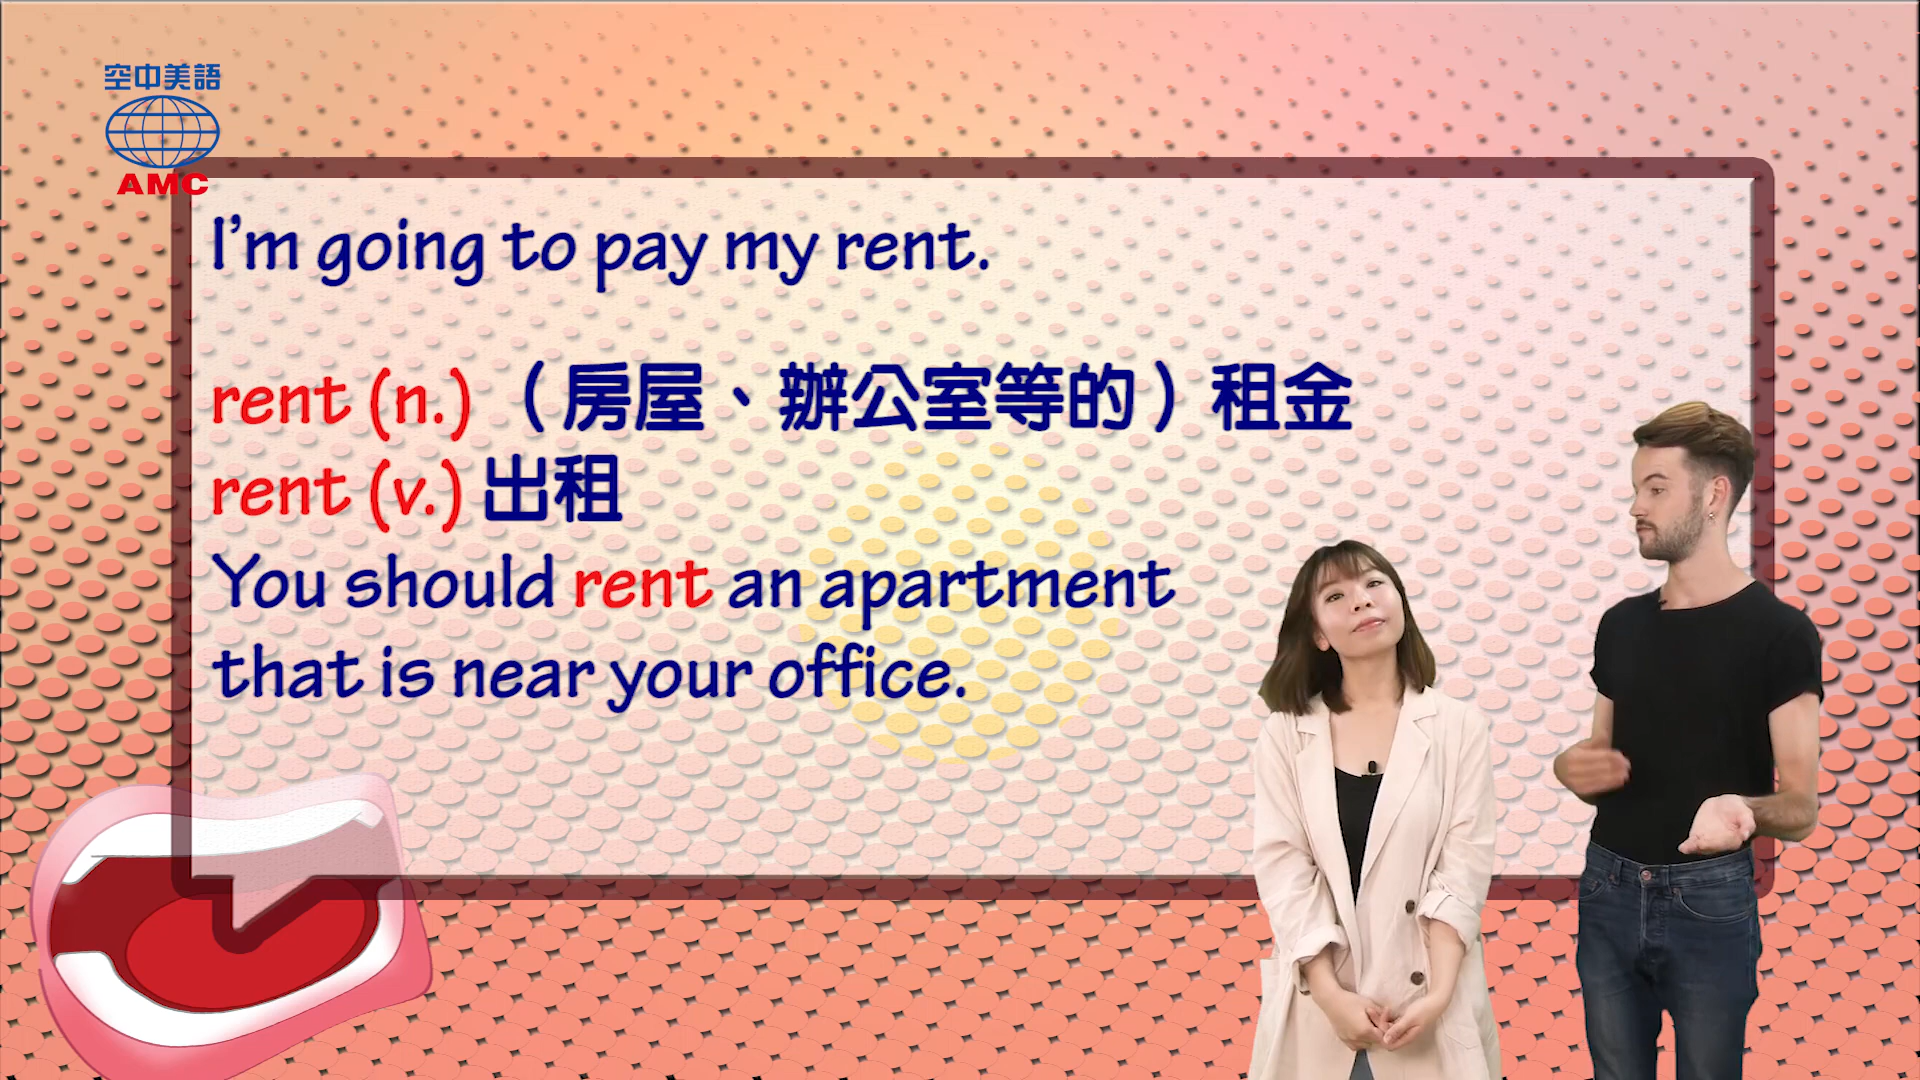 空中美語
AMC
I'm going to pay my rent.
rent (n.) （房屋、辦公室等的）租金
rent (v.) 出租
You should rent an apartment
that is near your office.